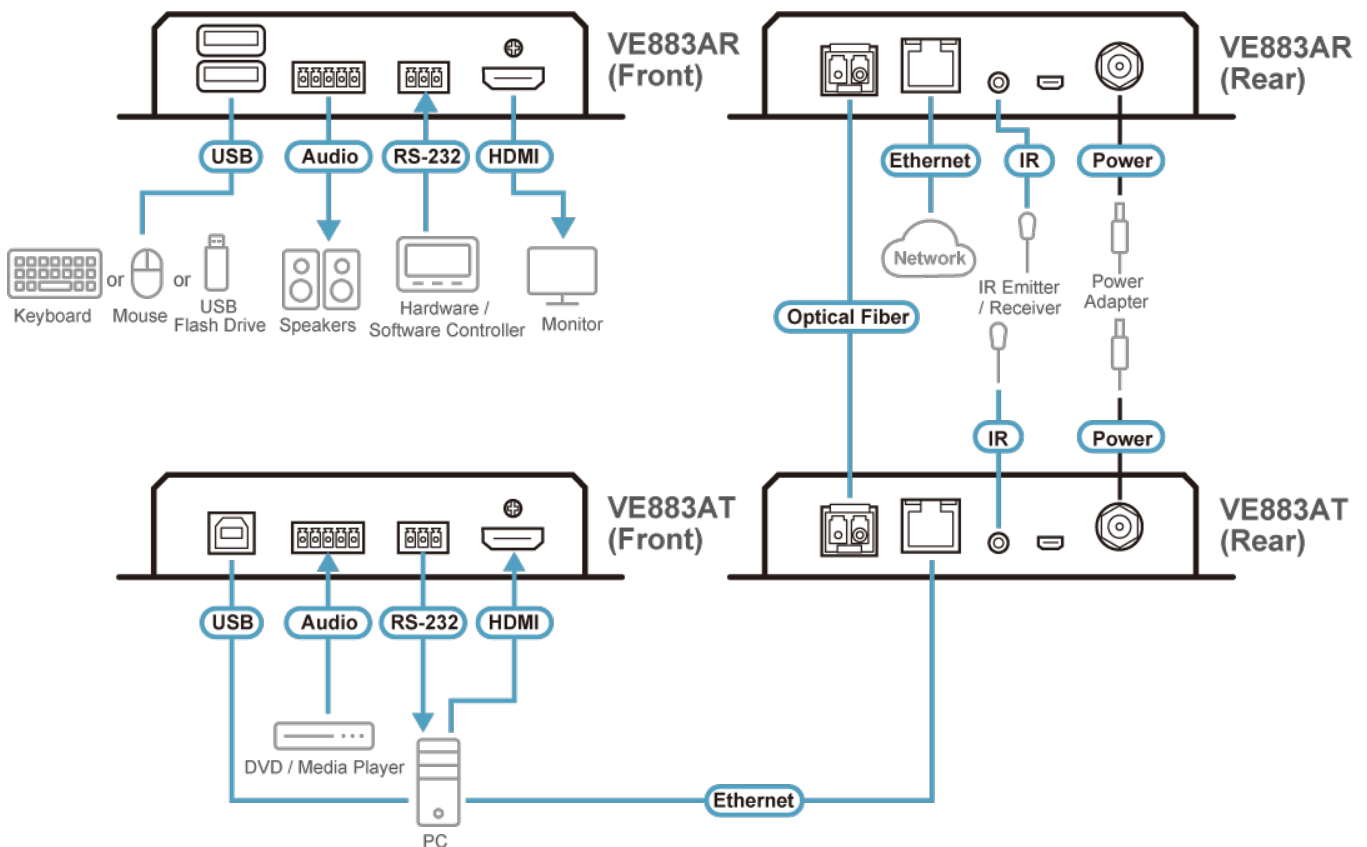 VE883AR
(Front)
USB
Audio
RS-232
HDMI
Keyboard
or
Mouse
or
USB
Flash Drive
Speakers
Hardware /
Software Controller
Monitor
VE883AR
(Rear)
Ethernet
IR
Power
Network
IR Emitter
/ Receiver
Power
Adapter
Optical Fiber
IR
Power
VE883AT
(Front)
USB
Audio
RS-232
HDMI
DVD / Media Player
PC
Ethernet
VE883AT
(Rear)